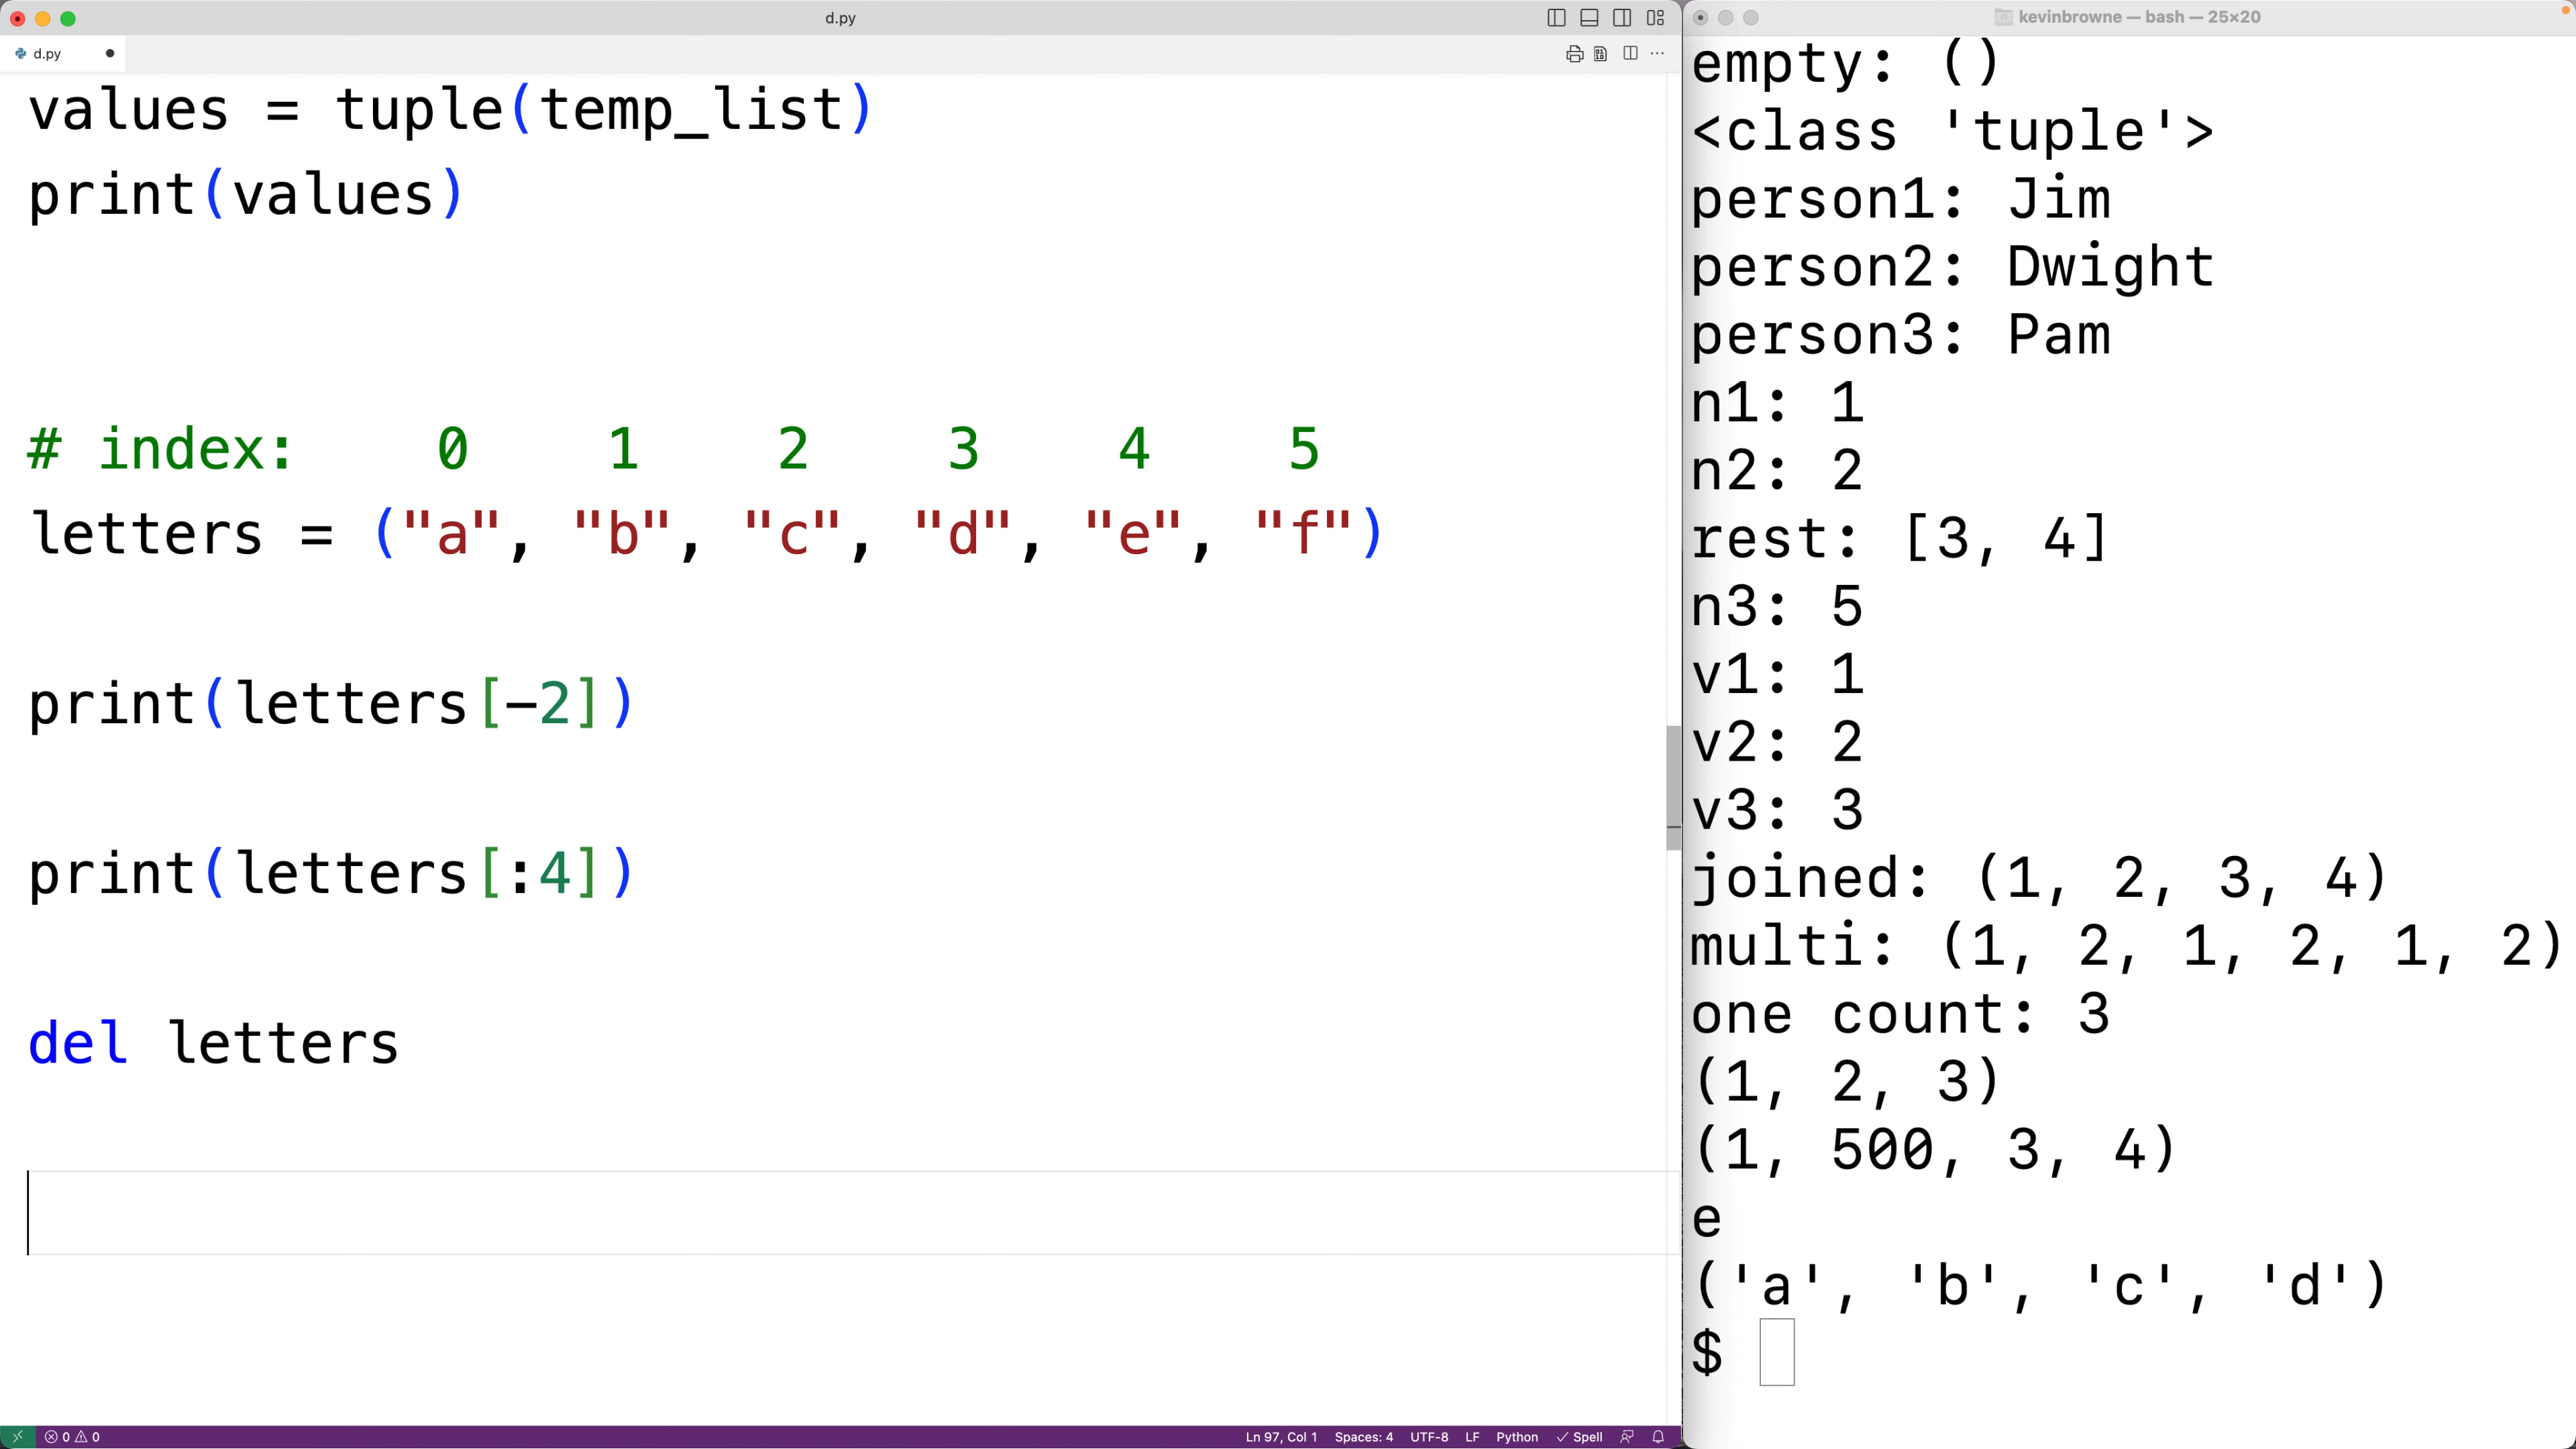 d.py
d.py
values = tuple(temp_list)
print(values)
# index:    0    1    2    3    4    5
letters = ("a", "b", "c", "d", "e", "f")
print(letters[-2])
print(letters[:4])
del letters
0 0
Ln 97, Col 1 Spaces: 4 UTF-8 LF Python Spell
kevinbrowne — bash — 25×20
empty: ()
<class 'tuple'>
person1: Jim
person2: Dwight
person3: Pam
n1: 1
n2: 2
rest: [3, 4]
n3: 5
v1: 1
v2: 2
v3: 3
joined: (1, 2, 3, 4)
multi: (1, 2, 1, 2, 1, 2)
one count: 3
(1, 2, 3)
(1, 500, 3, 4)
e
('a', 'b', 'c', 'd')
$